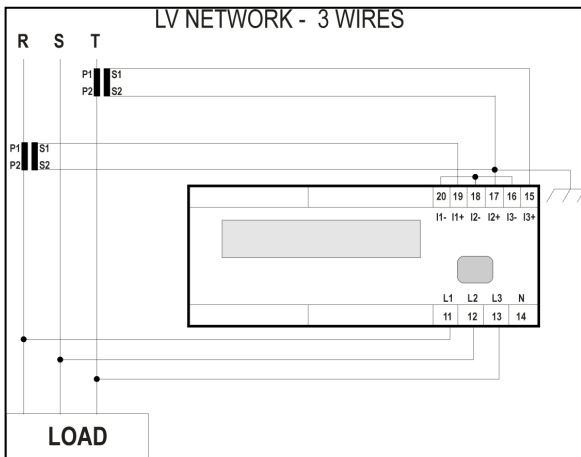 LV NETWORK - 3 WIRES
R S T
P1 S1
P2 S2
P1 S1
P2 S2
20 19 18 17 16 15
I1- I1+ I2- I2+ I3- I3+
L1 L2 L3 N
11 12 13 14
LOAD